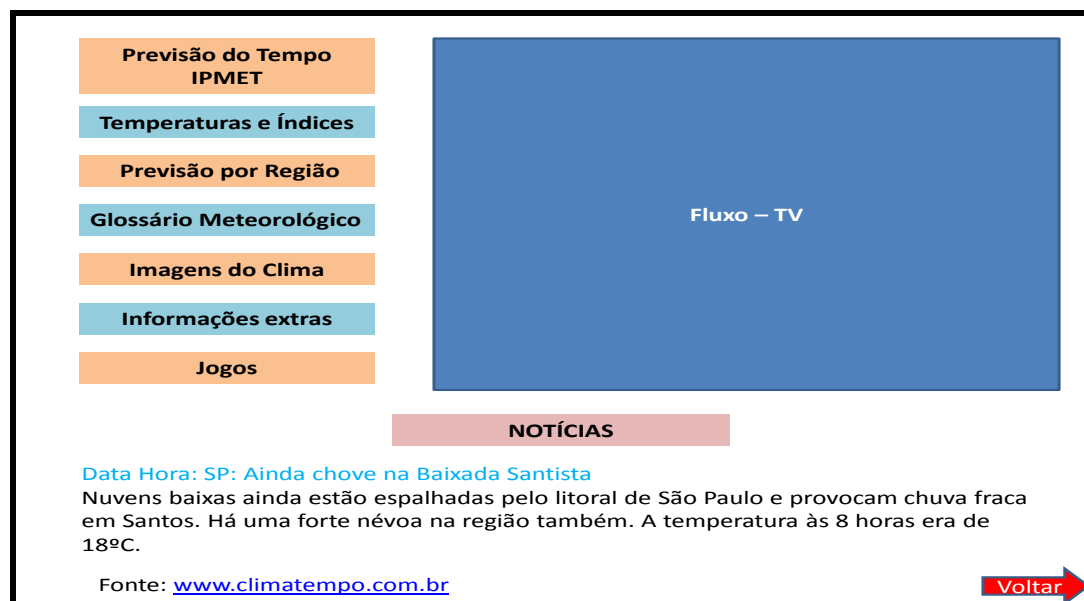 Previsão do Tempo
IPMET
Temperaturas e Índices
Previsão por Região
Glossário Meteorológico
Imagens do Clima
Informações extras
Jogos
Fluxo – TV
NOTÍCIAS
Data Hora: SP: Ainda chove na Baixada Santista
Nuvens baixas ainda estão espalhadas pelo litoral de São Paulo e provocam chuva fraca
em Santos. Há uma forte névoa na região também. A temperatura às 8 horas era de
18ºC.
Fonte: www.climatempo.com.br
Voltar